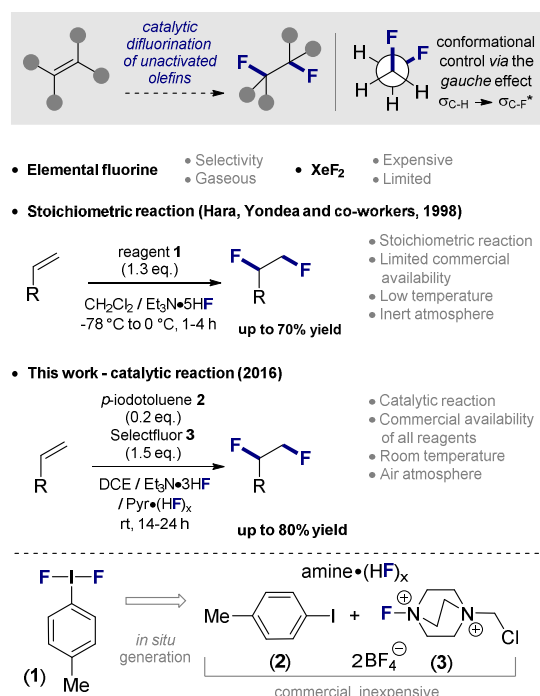 catalytic
difluorination
of unactivated
olefins
F
F
F
F
H
H
H
H
conformational
control via the
gauche effect
σC-H → σC-F*
• Elemental fluorine
• Selectivity
• Gaseous
• XeF2
• Expensive
• Limited
• Stoichiometric reaction (Hara, Yondea and co-workers, 1998)
R
reagent 1
(1.3 eq.)
CH2Cl2 / Et3N•5HF
-78 °C to 0 °C, 1-4 h
F
F
R
up to 70% yield
• Stoichiometric reaction
• Limited commercial
availability
• Low temperature
• Inert atmosphere
• This work - catalytic reaction (2016)
R
p-iodotoluene 2
(0.2 eq.)
Selectfluor 3
(1.5 eq.)
DCE / Et3N•3HF
/ Pyr•(HF)x
rt, 14-24 h
F
F
R
up to 80% yield
• Catalytic reaction
• Commercial availability
of all reagents
• Room temperature
• Air atmosphere
F-I-F
(1)
Me
in situ
generation
amine•(HF)x
Me
I
(2)
+
F-N
⊕
N
⊕
Cl
2BF4⊖
(3)
commercial, inexpensive